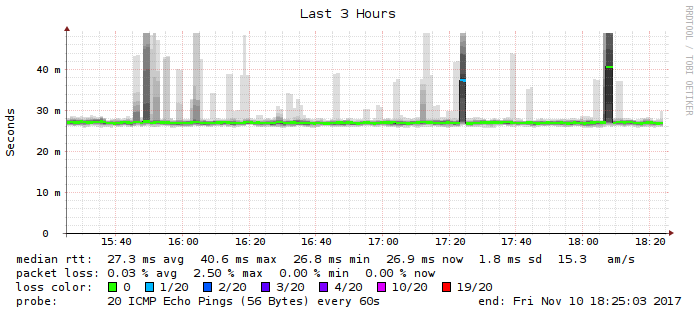 Last 3 Hours
RRDTOOL / TOBI OETIKER
Seconds
40 m
30 m
20 m
10 m
0
15:40 16:00 16:20 16:40 17:00 17:20 17:40 18:00 18:20
median rtt: 27.3 ms avg 40.6 ms max 26.8 ms min 26.9 ms now 1.8 ms sd 15.3 am/s
packet loss: 0.03 % avg 2.50 % max 0.00 % min 0.00 % now
loss color: 0 1/20 2/20 3/20 4/20 10/20 19/20
probe: 20 ICMP Echo Pings (56 Bytes) every 60s end: Fri Nov 10 18:25:03 2017